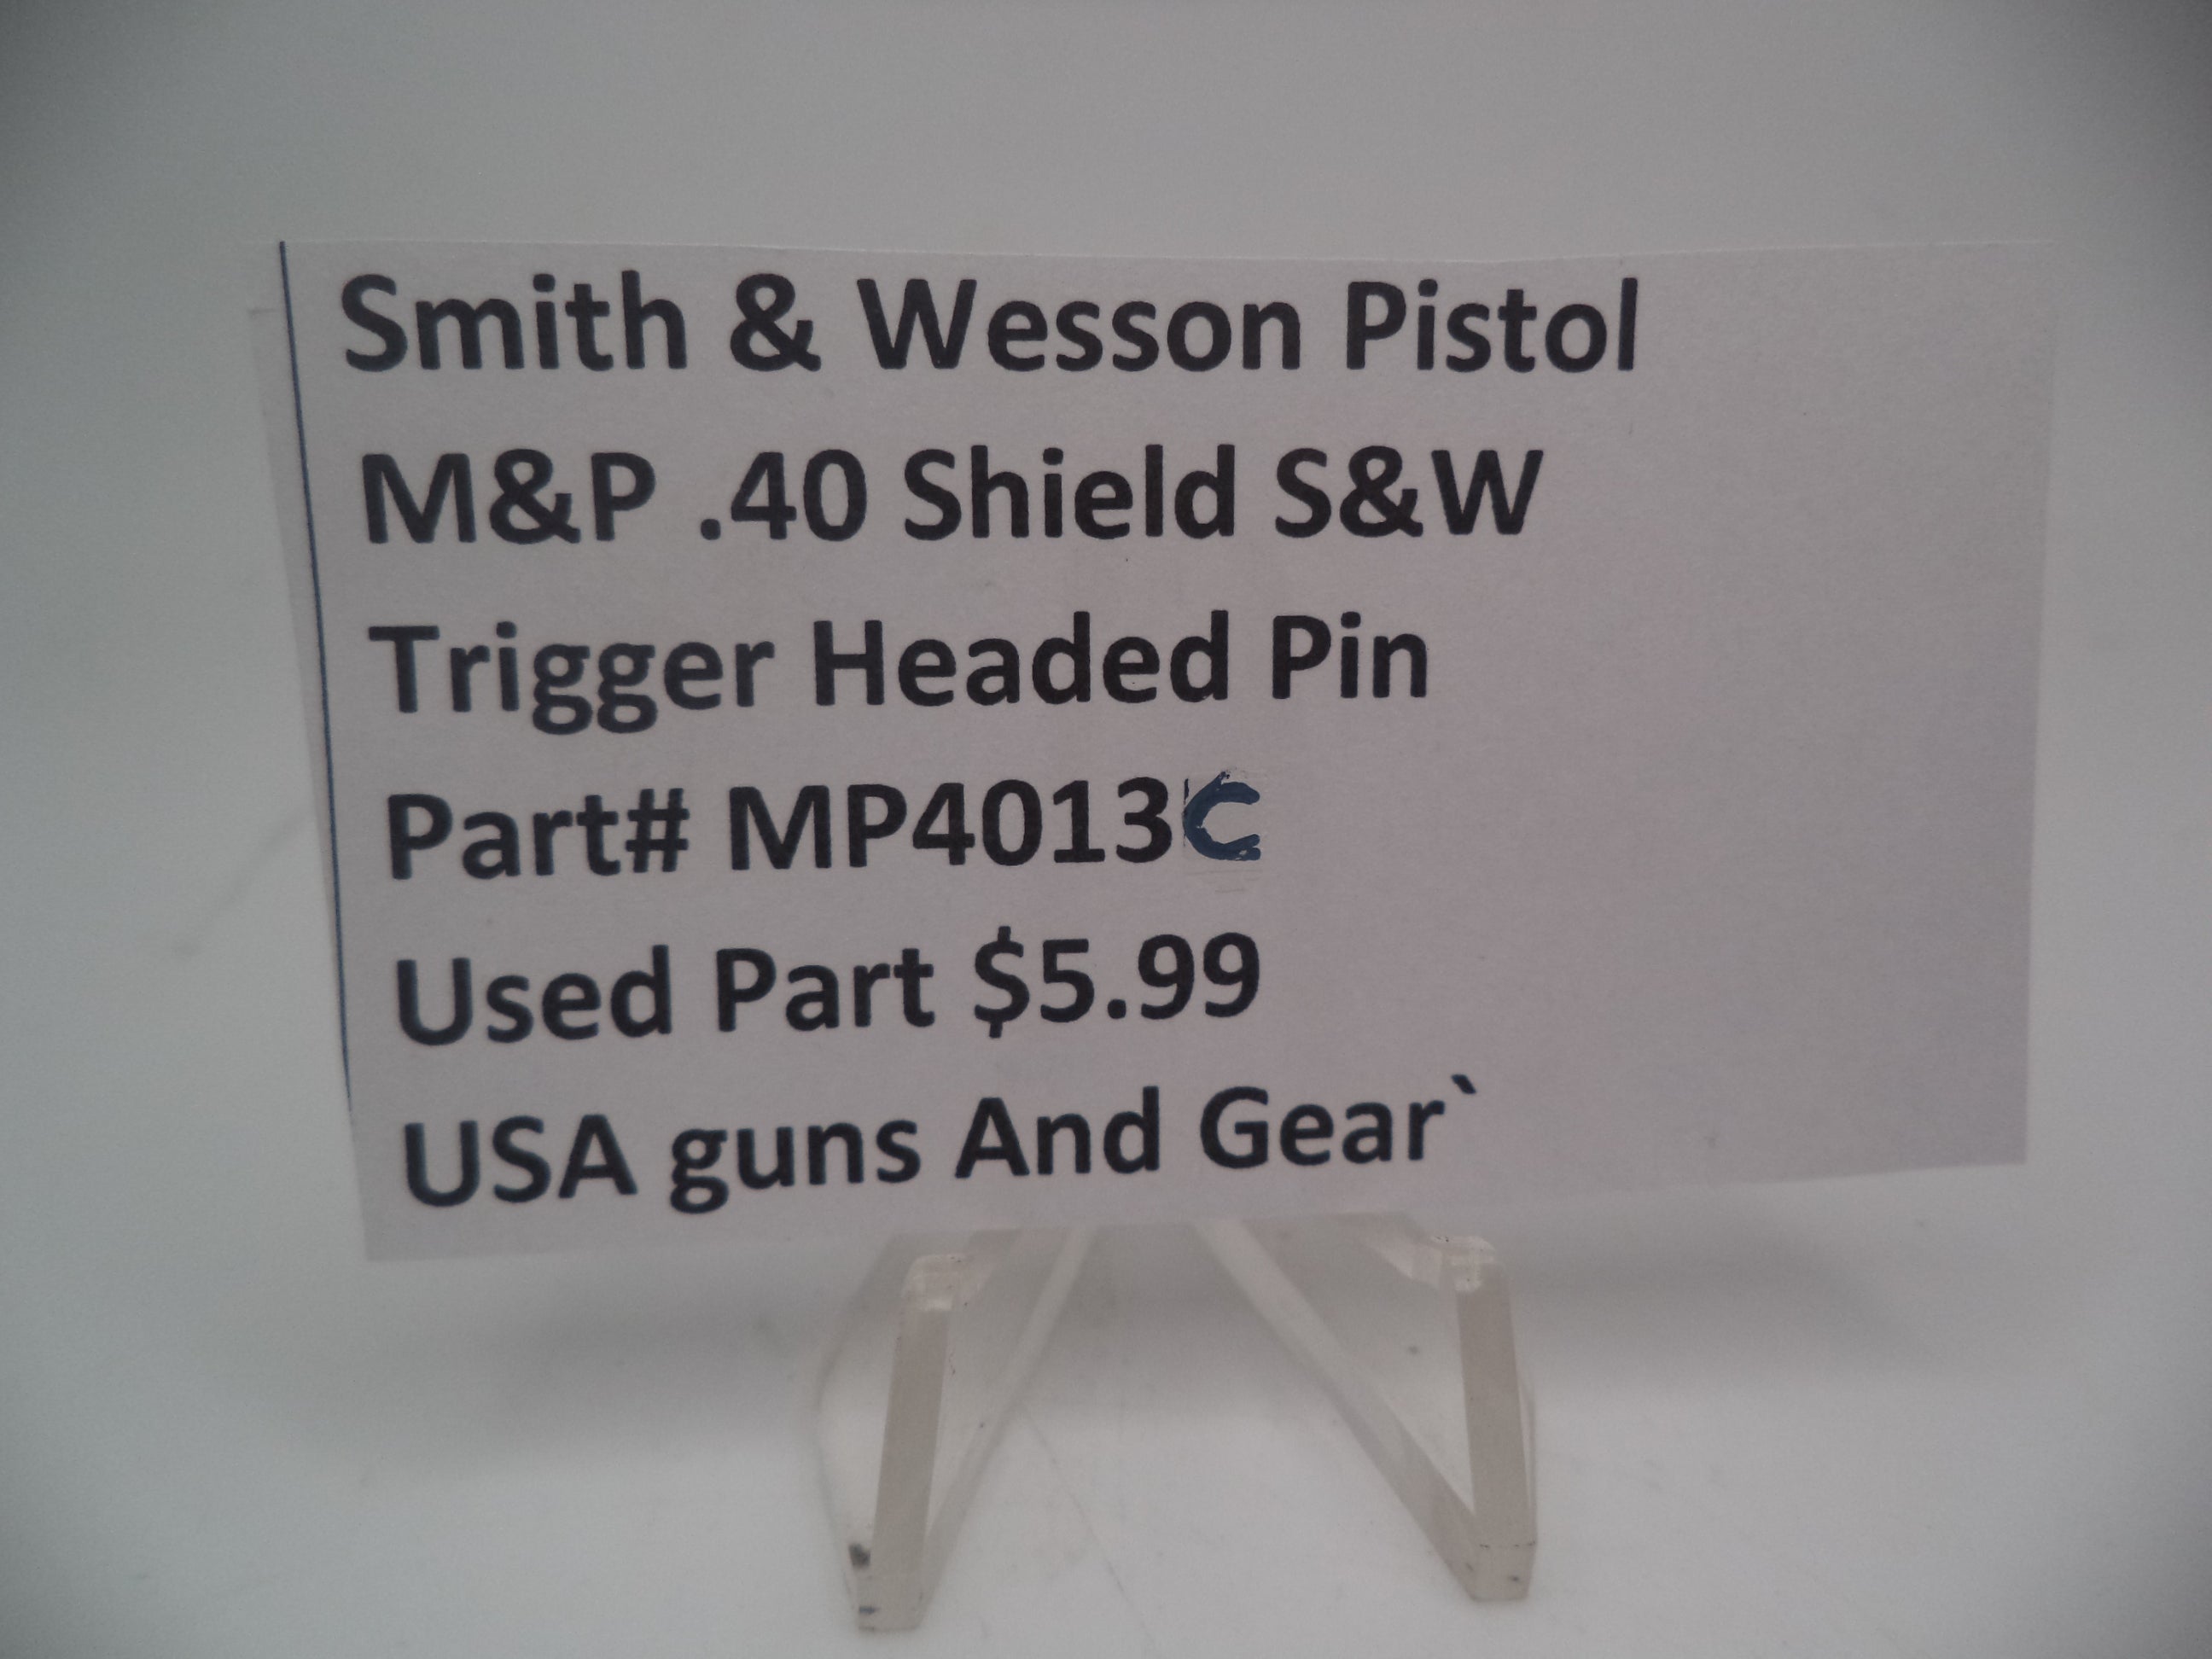 Smith & Wesson Pistol
M&P .40 Shield S&W
Trigger Headed Pin
Part# MP4013C
Used Part $5.99
USA guns And Gear`